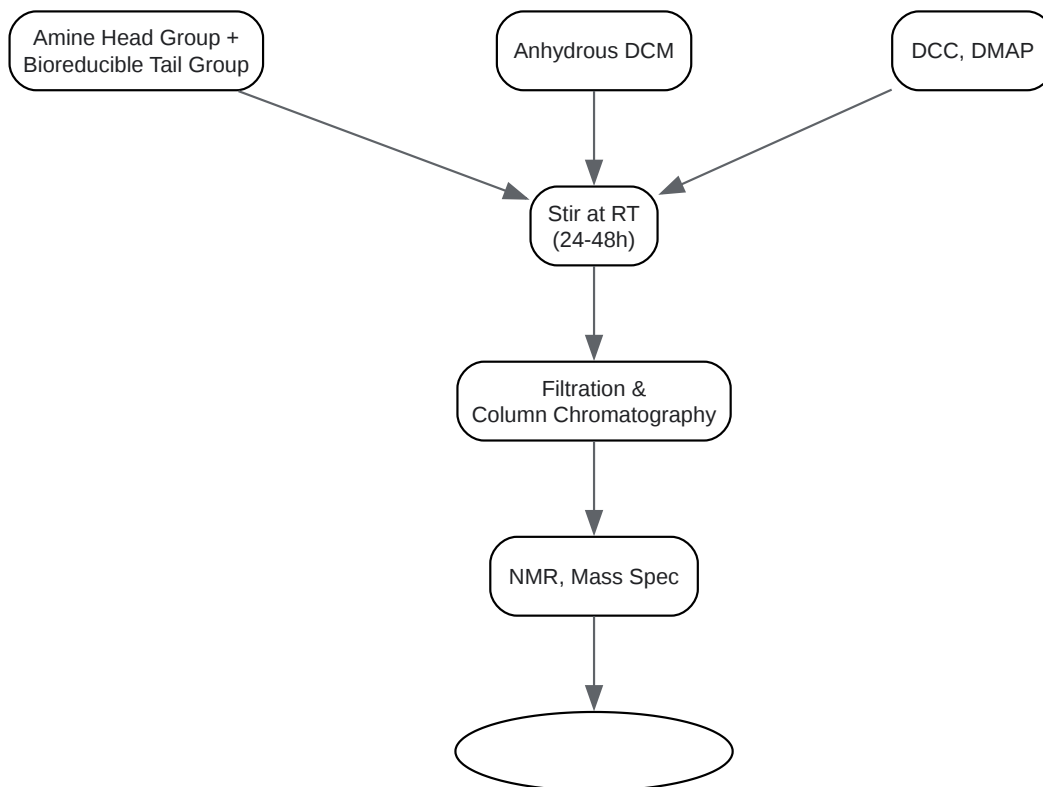 Amine Head Group +
Bioreducible Tail Group
Anhydrous DCM
DCC, DMAP
Stir at RT
(24-48h)
Filtration &
Column Chromatography
NMR, Mass Spec